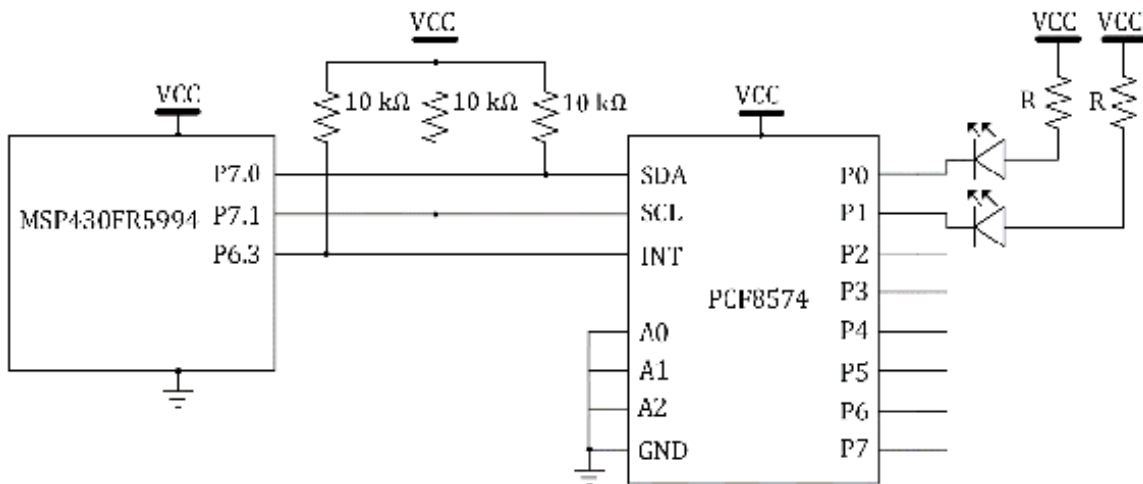 VCC
VCC
VCC
VCC
VCC
10 kΩ
10 kΩ
10 kΩ
R
R
MSP430FR5994
P7.0
P7.1
P6.3
SDA
SCL
INT
A0
A1
A2
GND
PCF8574
P0
P1
P2
P3
P4
P5
P6
P7